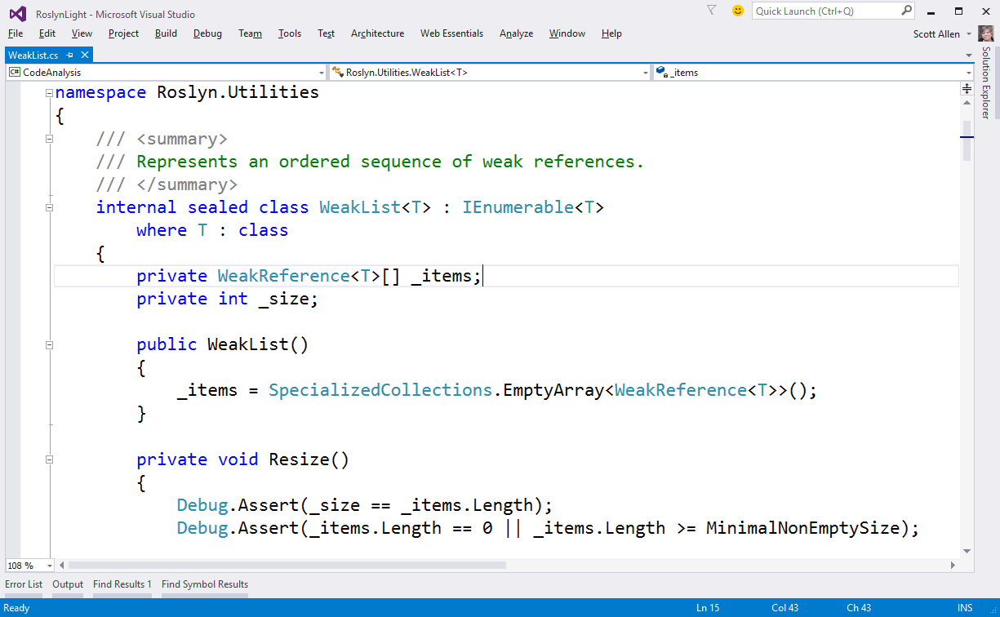 RoslynLight - Microsoft Visual Studio
Quick Launch (Ctrl+Q)
File Edit View Project Build Debug Team Tools Test Architecture Web Essentials Analyze Window Help
Scott Allen
WeakList.cs
C# CodeAnalysis
Roslyn.Utilities.WeakList<T>
_items
Solution Explorer
namespace Roslyn.Utilities
{
/// <summary>
/// Represents an ordered sequence of weak references.
/// </summary>
internal sealed class WeakList<T> : IEnumerable<T>
where T : class
{
private WeakReference<T>[] _items;
private int _size;
public WeakList()
{
_items = SpecializedCollections.EmptyArray<WeakReference<T>>();
}
private void Resize()
{
Debug.Assert(_size == _items.Length);
Debug.Assert(_items.Length == 0 || _items.Length >= MinimalNonEmptySize);
108 %
Error List Output Find Results 1 Find Symbol Results
Ready Ln 15 Col 43 Ch 43 INS